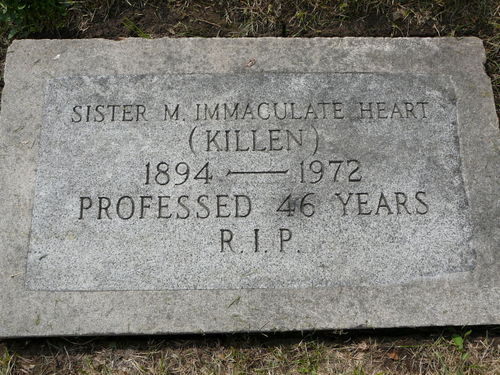 SISTER M. IMMACULATE HEART
(KILLEN)
1894 — 1972
PROFESSED 46 YEARS
R.I.P.